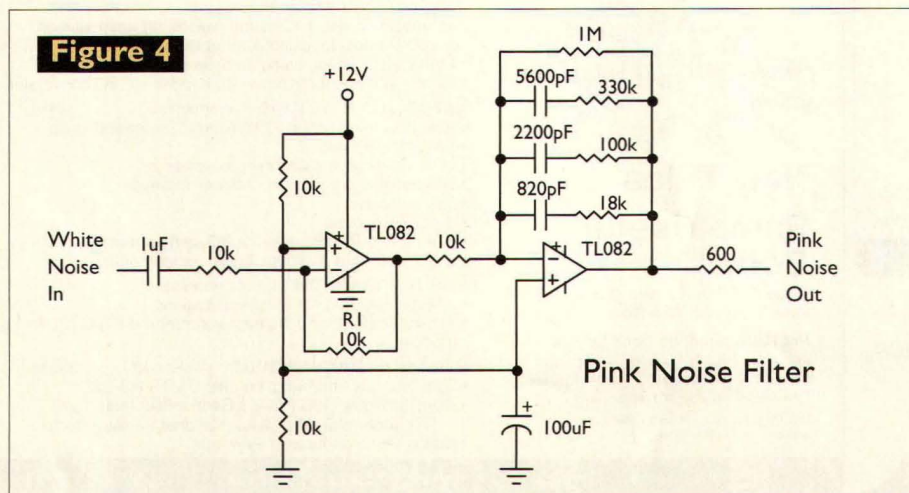 Figure 4
1M
+12V
5600pF
330k
2200pF
100k
10k
820pF
18k
White
Noise
In
1uF
10k
+
+
−
TL082
10k
+
−
+
TL082
600
Pink
Noise
Out
R1
10k
10k
+
100uF
Pink Noise Filter